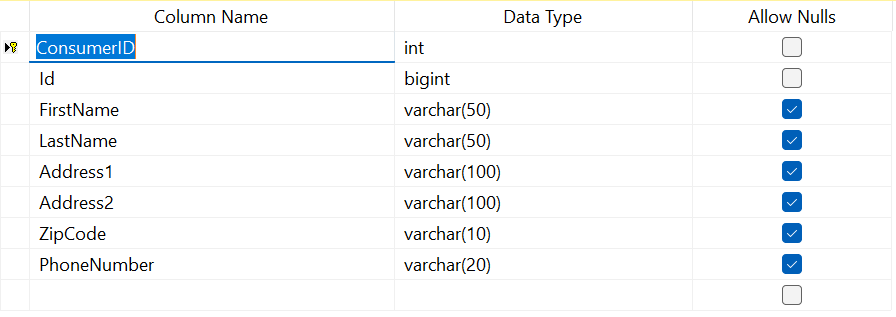 Column Name Data Type Allow Nulls
ConsumerID int
Id bigint
FirstName varchar(50)
LastName varchar(50)
Address1 varchar(100)
Address2 varchar(100)
ZipCode varchar(10)
PhoneNumber varchar(20)